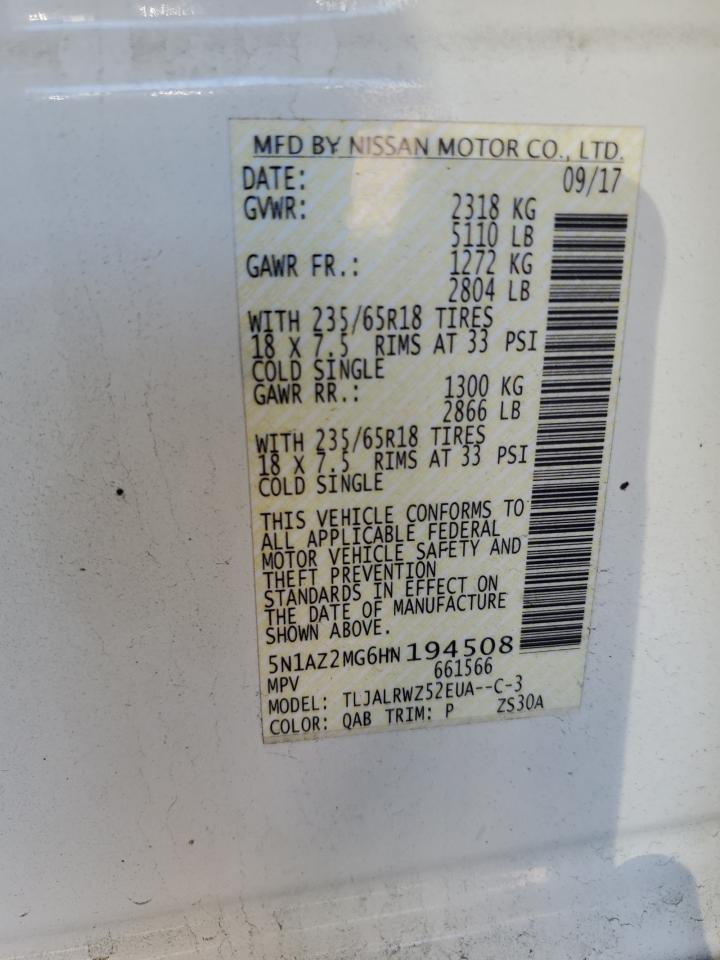 MFD BY NISSAN MOTOR CO., LTD.
DATE: 09/17
GVWR: 2318 KG
5110 LB
GAWR FR.: 1272 KG
2804 LB
WITH 235/65R18 TIRES
18 X 7.5 RIMS AT 33 PSI
COLD SINGLE
GAWR RR.: 1300 KG
2866 LB
WITH 235/65R18 TIRES
18 X 7.5 RIMS AT 33 PSI
COLD SINGLE
THIS VEHICLE CONFORMS TO
ALL APPLICABLE FEDERAL
MOTOR VEHICLE SAFETY AND
THEFT PREVENTION
STANDARDS IN EFFECT ON
THE DATE OF MANUFACTURE
SHOWN ABOVE.
5N1AZ2MG6HN194508
MPV 661566
MODEL: TLJALRWZ52EUA--C-3
COLOR: QAB TRIM: P ZS30A